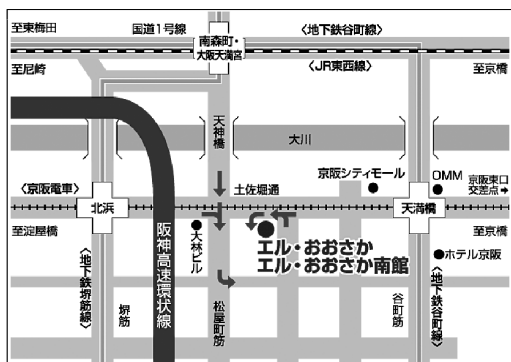 至東梅田
国道1号線
南森町・
大阪天満宮
〈地下鉄谷町線〉
至尼崎
〈JR東西線〉
至京橋
天神橋
大川
京阪シティモール
OMM
京阪東口
交差点➡
〈京阪電車〉
土佐堀通
北浜
天満橋
至淀屋橋
至京橋
大林ビル
エル・おおさか
エル・おおさか南館
ホテル京阪
〈地下鉄堺筋線〉
堺筋
阪神高速環状線
松屋町筋
谷町筋
〈地下鉄谷町線〉